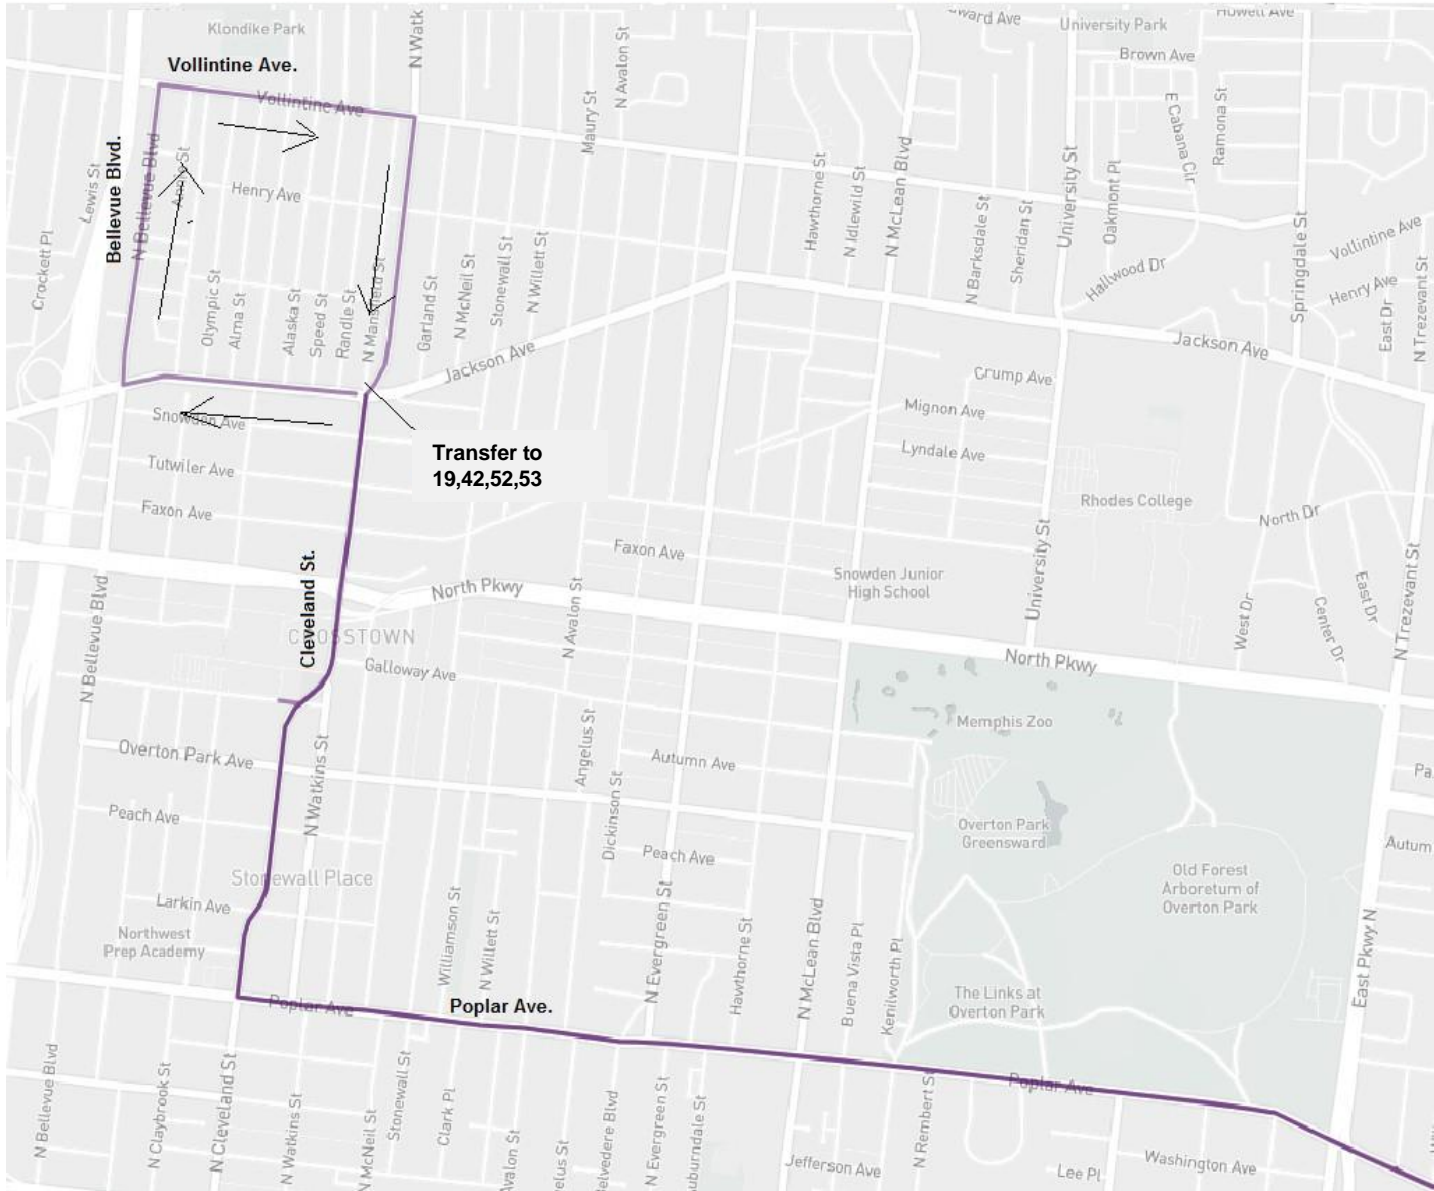 Klondike Park
University Park
Brown Ave
Vollintine Ave.
Vollintine Ave
N Watk
N Avalon St
Maury St
E Cabana Cir
Ramona St
Bellevue Blvd.
N Bellevue Blvd
Lewis St
Crockett Pl
Henry Ave
Hawthorne St
N Idlewild St
N McLean Blvd
University St
Oakmont Pl
N Barksdale St
Sheridan St
Hallwood Dr
Springdale St
Vollintine Ave
Henry Ave
East Dr
N Trezevant St
Olympic St
Alma St
Alaska St
Speed St
Randle St
N Mansfield St
Garland St
N McNeil St
Stonewall St
N Willett St
Jackson Ave
Jackson Ave
Crump Ave
Mignon Ave
Lyndale Ave
Snowden Ave
Tutwiler Ave
Faxon Ave
Transfer to
19,42,52,53
Rhodes College
North Dr
Cleveland St.
Faxon Ave
Snowden Junior
High School
University St
East Dr
West Dr
Center Dr
N Trezevant St
North Pkwy
North Pkwy
N Bellevue Blvd
N Avalon St
CROSSTOWN
Galloway Ave
Memphis Zoo
Overton Park Ave
N Watkins St
Angelus St
Autumn Ave
Dickinson St
Peach Ave
Peach Ave
Overton Park
Greensward
Autum
Stonewall Place
Old Forest
Arboretum of
Overton Park
Larkin Ave
Northwest
Prep Academy
Williamson St
N Willett St
N Evergreen St
Hawthorne St
N McLean Blvd
Buena Vista Pl
Kenilworth Pl
East Pkwy N
The Links at
Overton Park
Poplar Ave
Poplar Ave.
Poplar Ave
N Bellevue Blvd
N Claybrook St
N Cleveland St
N Watkins St
N McNeil St
Stonewall St
Clark Pl
Avalon St
elus St
Belvedere Blvd
N Evergreen St
uburndale St
Jefferson Ave
N Rembert S
Lee Pl
Washington Ave